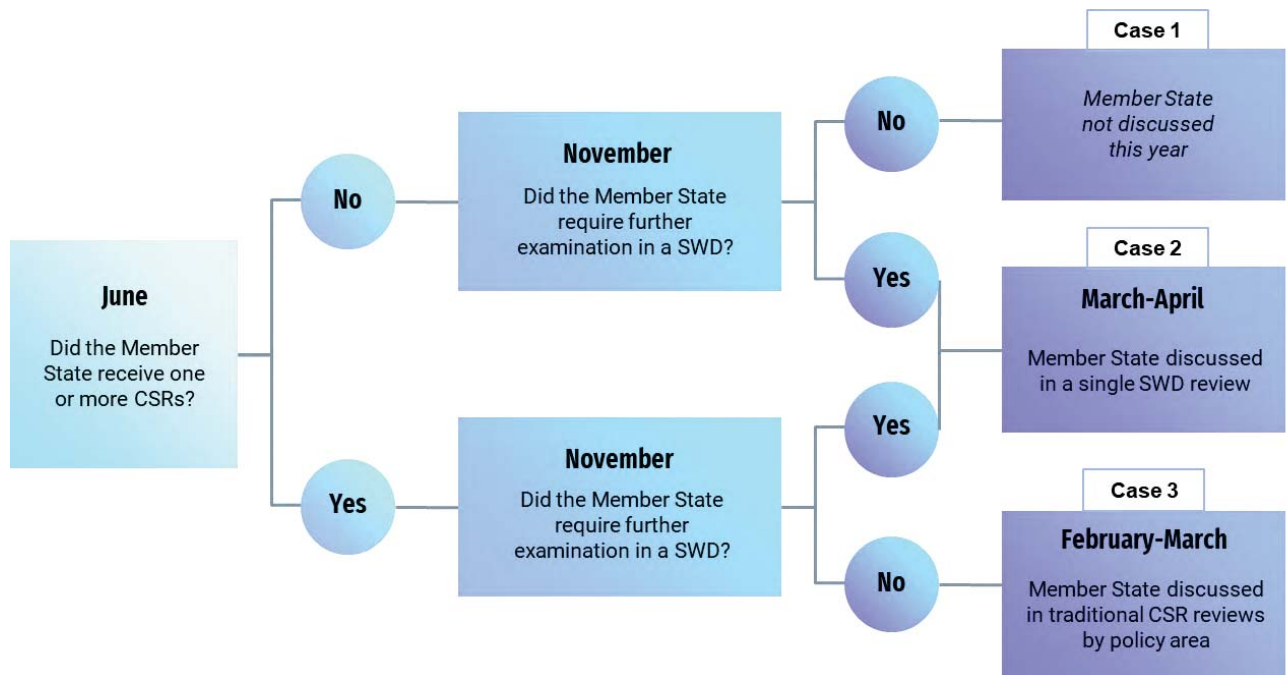 June
Did the Member
State receive one
or more CSRs?
No
Yes
November
Did the Member State
require further
examination in a SWD?
November
Did the Member State
require further
examination in a SWD?
No
Yes
Yes
No
Case 1
Member State
not discussed
this year
Case 2
March-April
Member State discussed
in a single SWD review
Case 3
February-March
Member State discussed
in traditional CSR reviews
by policy area